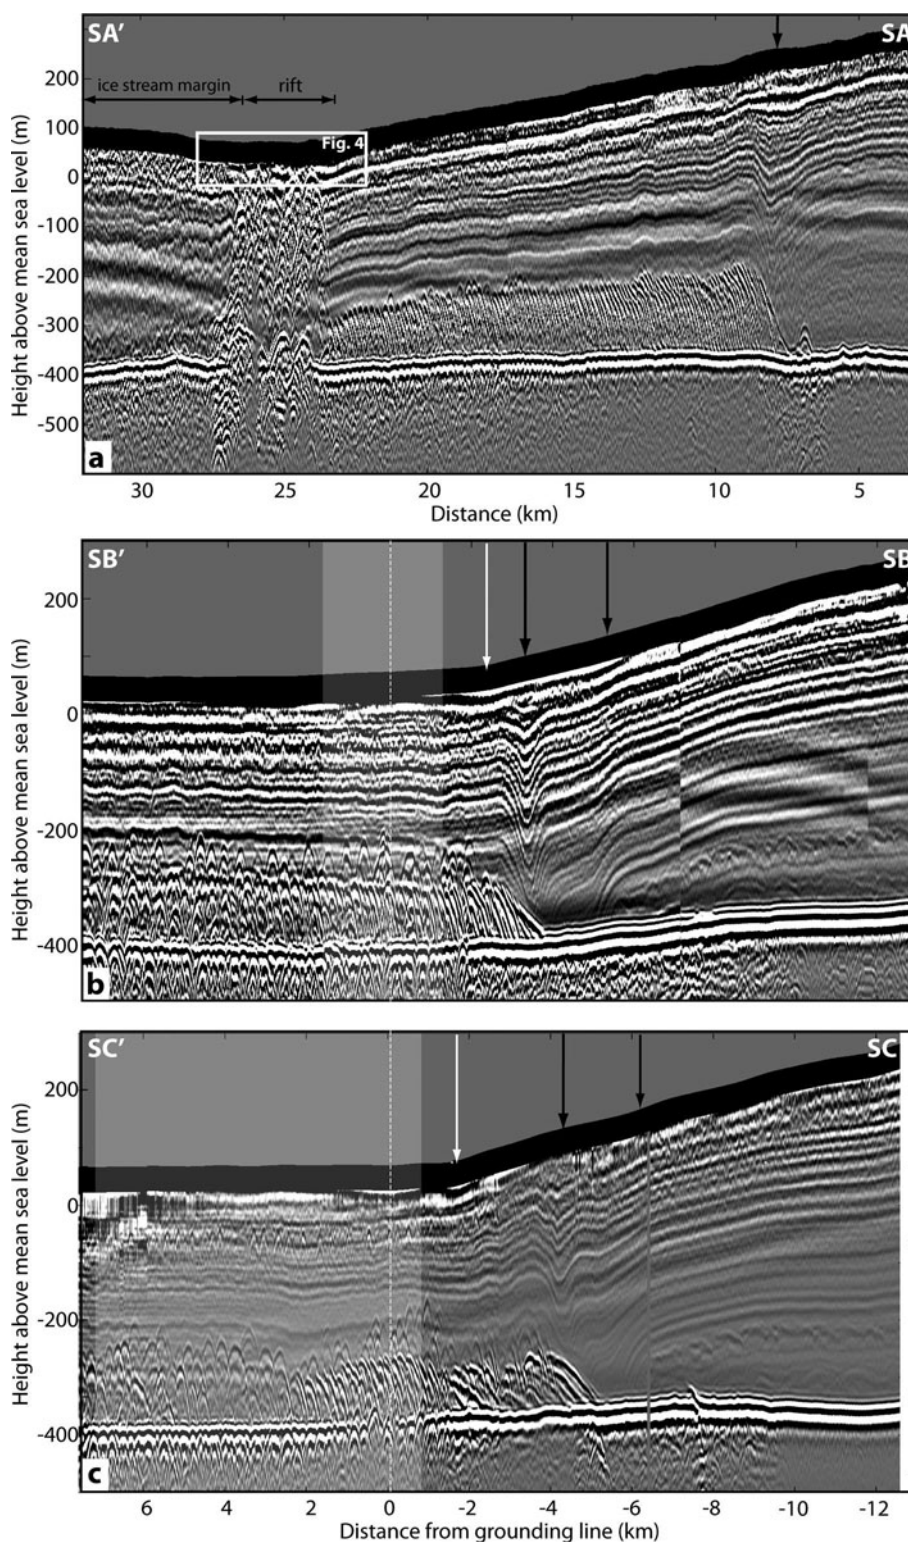 SA’ SA
ice stream margin rift
Fig. 4
Height above mean sea level (m)
200
100
0
-100
-200
-300
-400
-500
a
30 25 20 15 10 5
Distance (km)
SB’ SB
Height above mean sea level (m)
200
0
-200
-400
b
SC’ SC
Height above mean sea level (m)
200
0
-200
-400
c
6 4 2 0 -2 -4 -6 -8 -10 -12
Distance from grounding line (km)